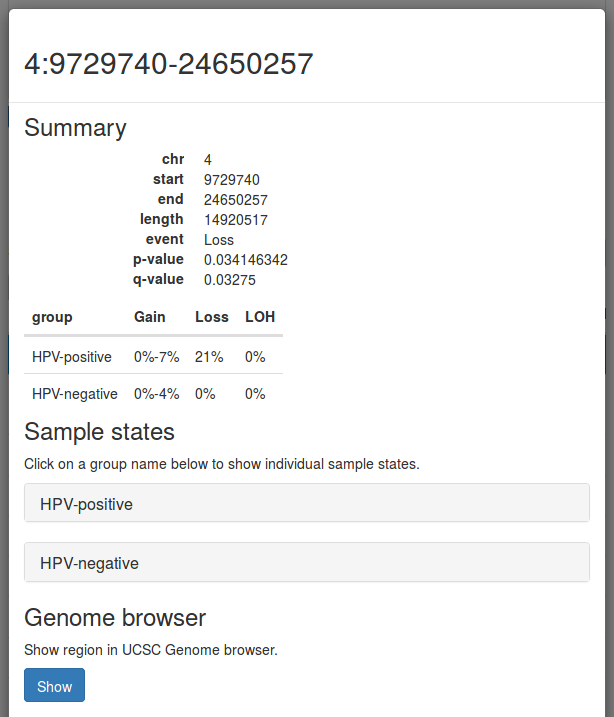 4:9729740-24650257
Summary
chr 4
start 9729740
end 24650257
length 14920517
event Loss
p-value 0.034146342
q-value 0.03275
group Gain Loss LOH
HPV-positive 0%-7% 21% 0%
HPV-negative 0%-4% 0% 0%
Sample states
Click on a group name below to show individual sample states.
HPV-positive
HPV-negative
Genome browser
Show region in UCSC Genome browser.
Show